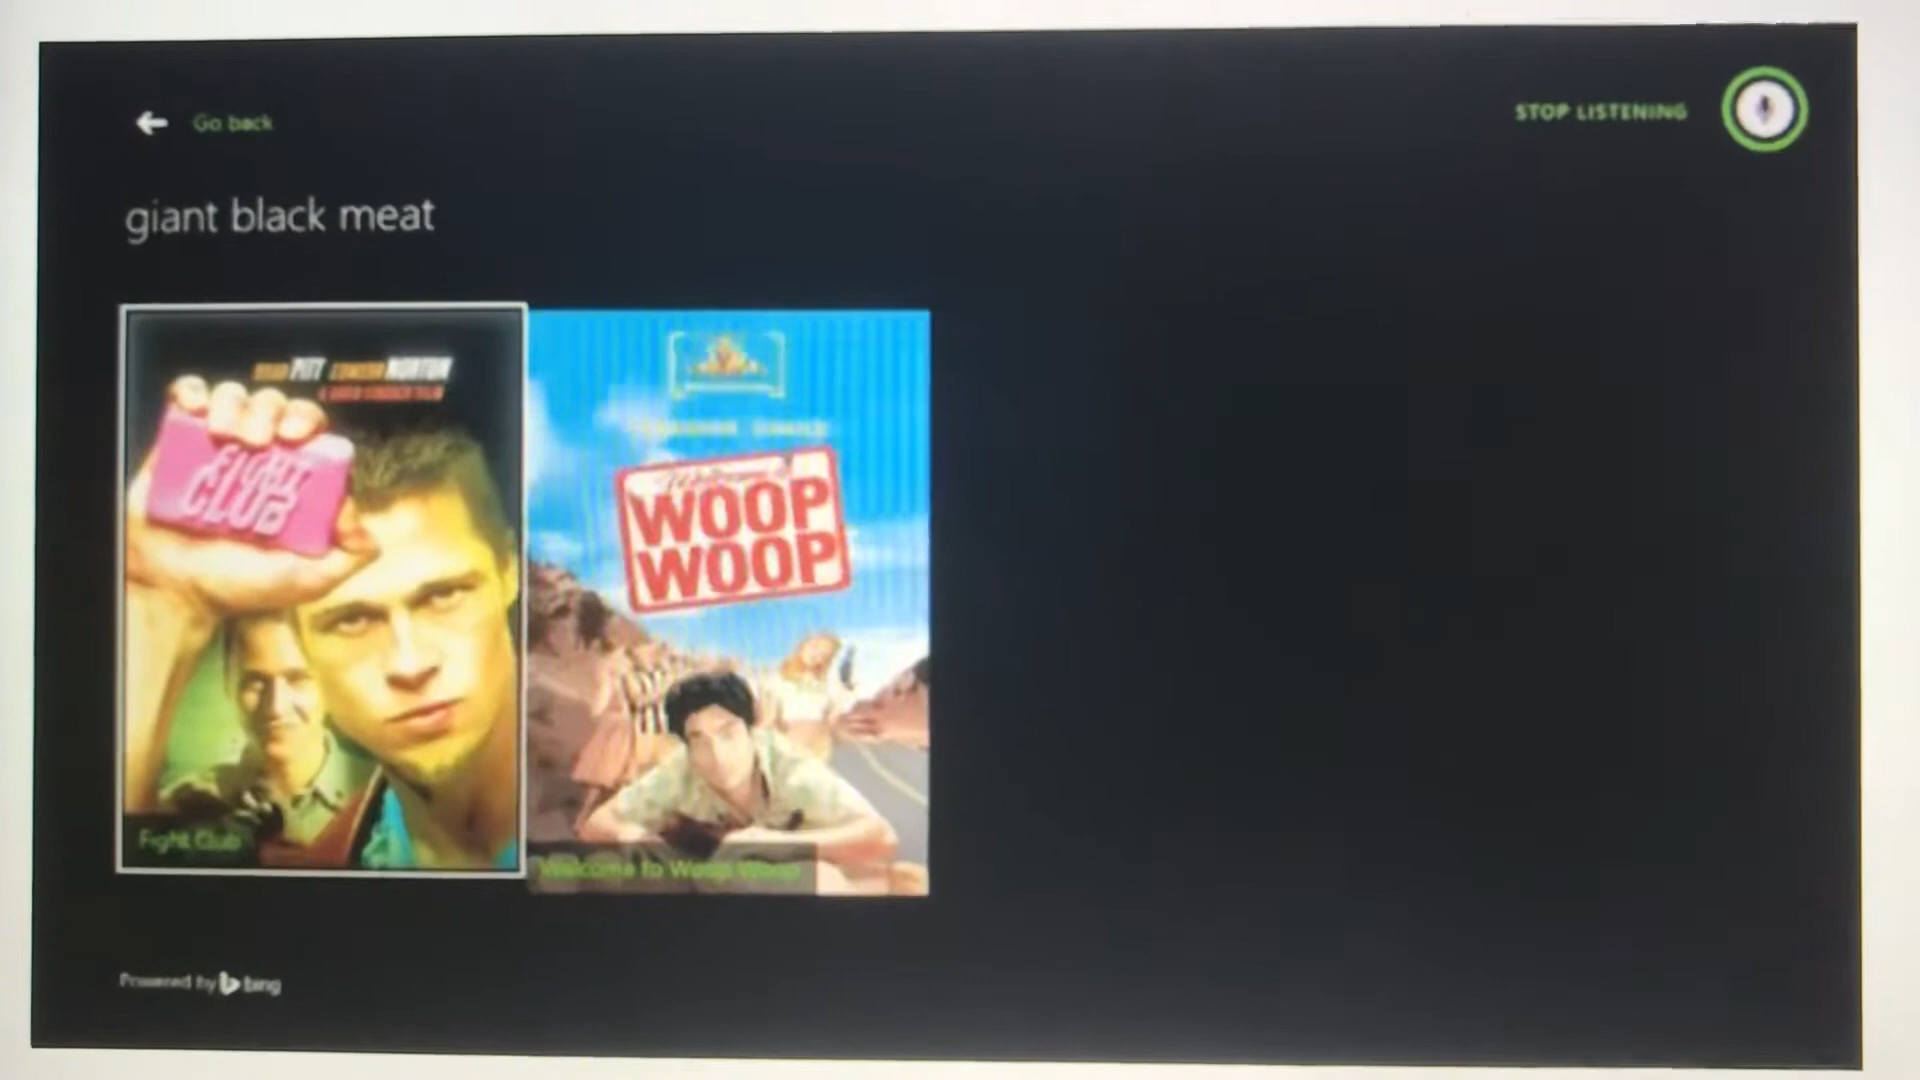 Go back
STOP LISTENING
giant black meat
PITT NORTON
FIGHT
CLUB
Fight Club
WOOP
WOOP
Welcome to Woop Woop
Powered by bing